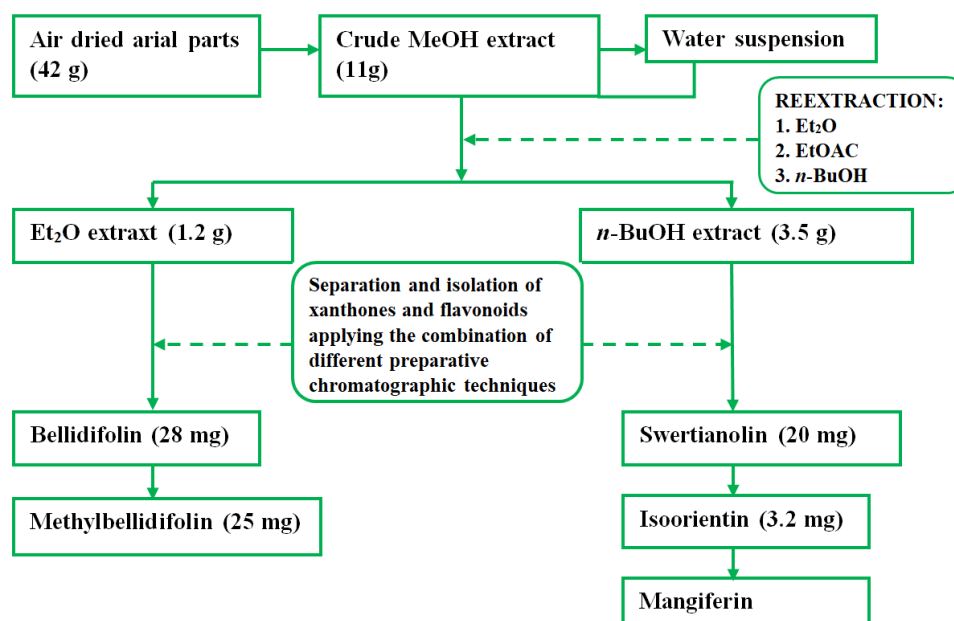 Air dried arial parts
(42 g)
Crude MeOH extract
(11g)
Water suspension
REEXTRACTION:
1. Et₂O
2. EtOAC
3. n-BuOH
Et₂O extraxt (1.2 g)
n-BuOH extract (3.5 g)
Separation and isolation of
xanthones and flavonoids
applying the combination of
different preparative
chromatographic techniques
Bellidifolin (28 mg)
Swertianolin (20 mg)
Methylbellidifolin (25 mg)
Isoorientin (3.2 mg)
Mangiferin